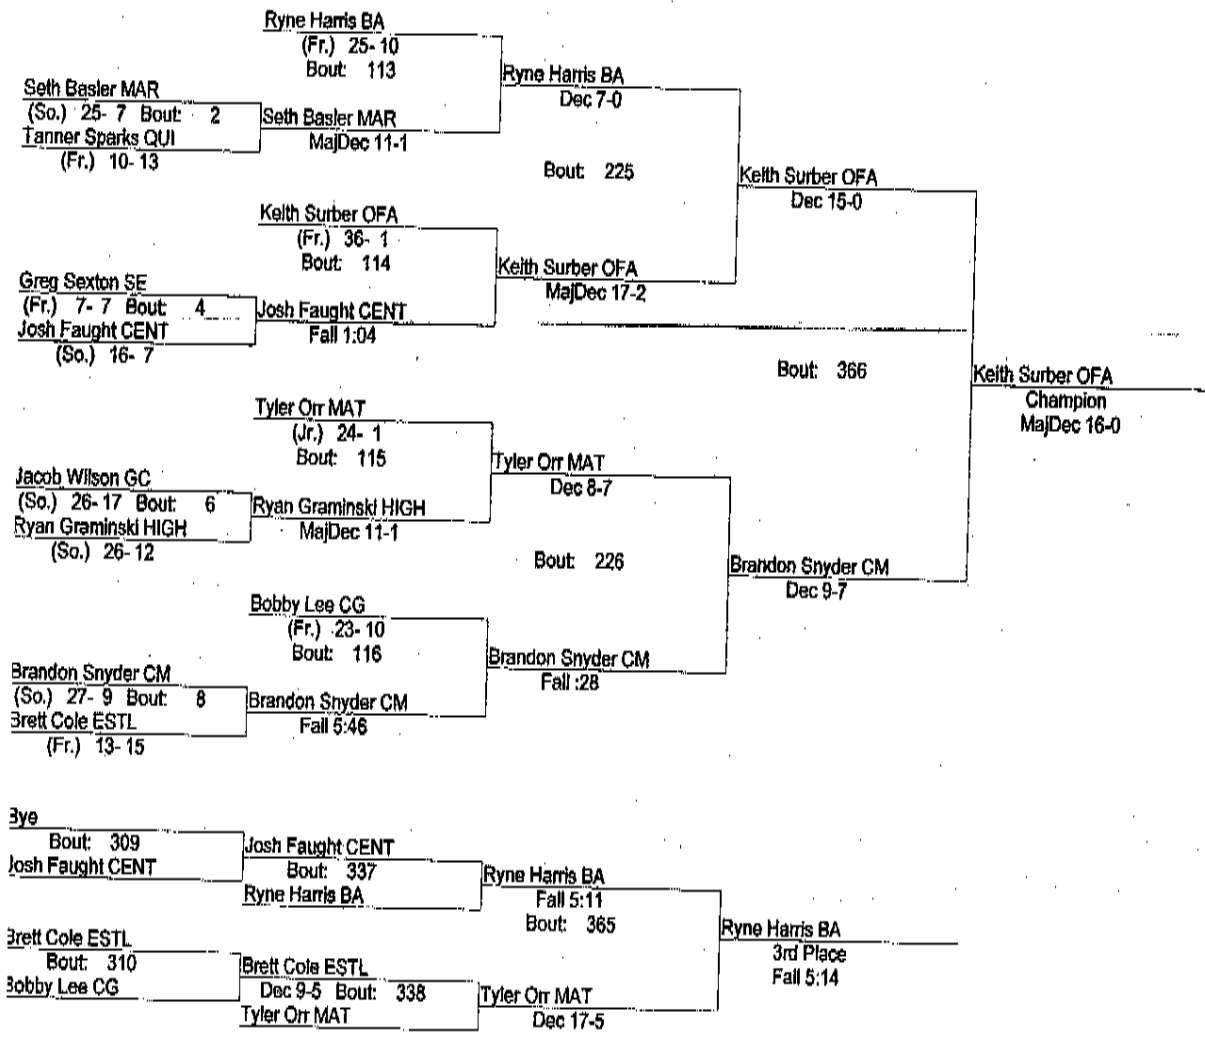 Ryne Harris BA
(Fr.) 25- 10
Bout: 113
Ryne Harris BA
Dec 7-0
Seth Basler MAR
(So.) 25- 7 Bout: 2
Tanner Sparks QUI
(Fr.) 10- 13
Seth Basler MAR
MajDec 11-1
Bout: 225
Keith Surber OFA
Dec 15-0
Keith Surber OFA
(Fr.) 36- 1
Bout: 114
Keith Surber OFA
MajDec 17-2
Greg Sexton SE
(Fr.) 7- 7 Bout: 4
Josh Faught CENT
(So.) 16- 7
Josh Faught CENT
Fall 1:04
Bout: 366
Keith Surber OFA
Champion
MajDec 16-0
Tyler Orr MAT
(Jr.) 24- 1
Bout: 115
Tyler Orr MAT
Dec 8-7
Jacob Wilson GC
(So.) 26- 17 Bout: 6
Ryan Graminski HIGH
(So.) 26- 12
Ryan Graminski HIGH
MajDec 11-1
Bout: 226
Brandon Snyder CM
Dec 9-7
Bobby Lee CG
(Fr.) 23- 10
Bout: 116
Brandon Snyder CM
Fall :28
Brandon Snyder CM
(So.) 27- 9 Bout: 8
Brett Cole ESTL
(Fr.) 13- 15
Brandon Snyder CM
Fall 5:46
Bye
Bout: 309
Josh Faught CENT
Josh Faught CENT
Bout: 337
Ryne Harris BA
Ryne Harris BA
Fall 5:11
Bout: 365
Ryne Harris BA
3rd Place
Fall 5:14
Brett Cole ESTL
Bout: 310
Bobby Lee CG
Brett Cole ESTL
Dec 9-5 Bout: 338
Tyler Orr MAT
Tyler Orr MAT
Dec 17-5